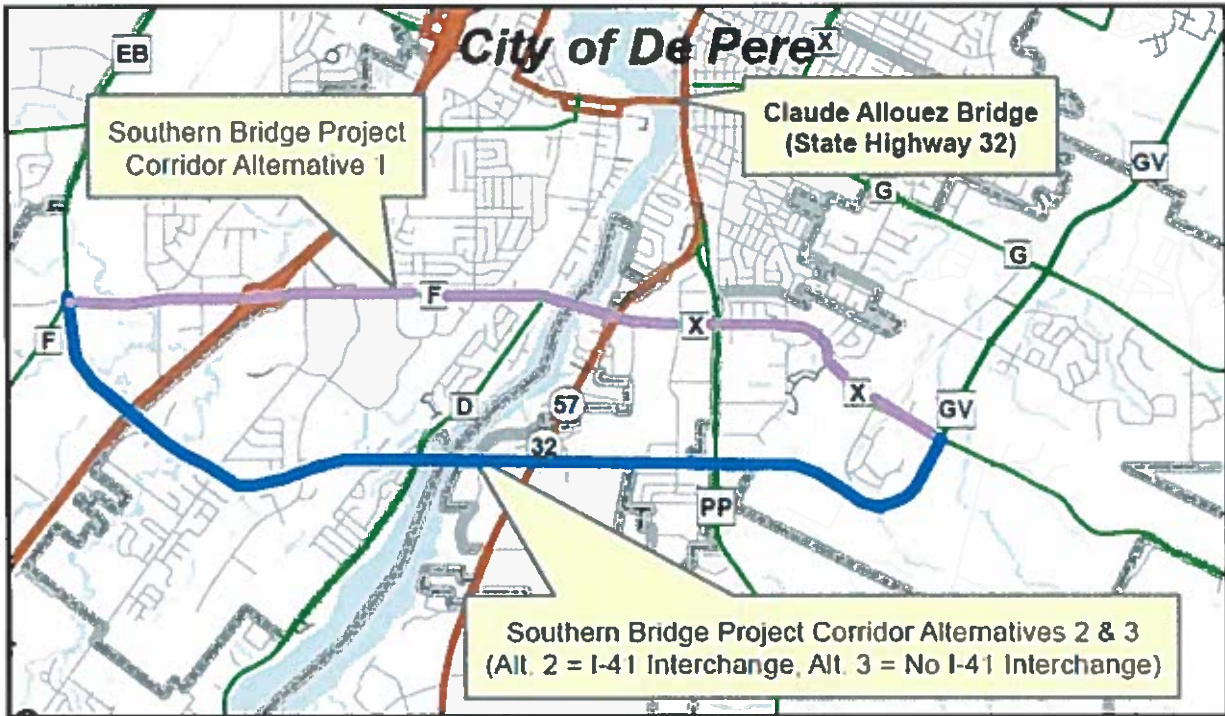 City of De Pere
X
EB
Claude Allouez Bridge
(State Highway 32)
Southern Bridge Project
Corridor Alternative 1
GV
G
G
F
X
F
D
57
X
GV
32
PP
Southern Bridge Project Corridor Alternatives 2 & 3
(Alt. 2 = I-41 Interchange, Alt. 3 = No I-41 Interchange)